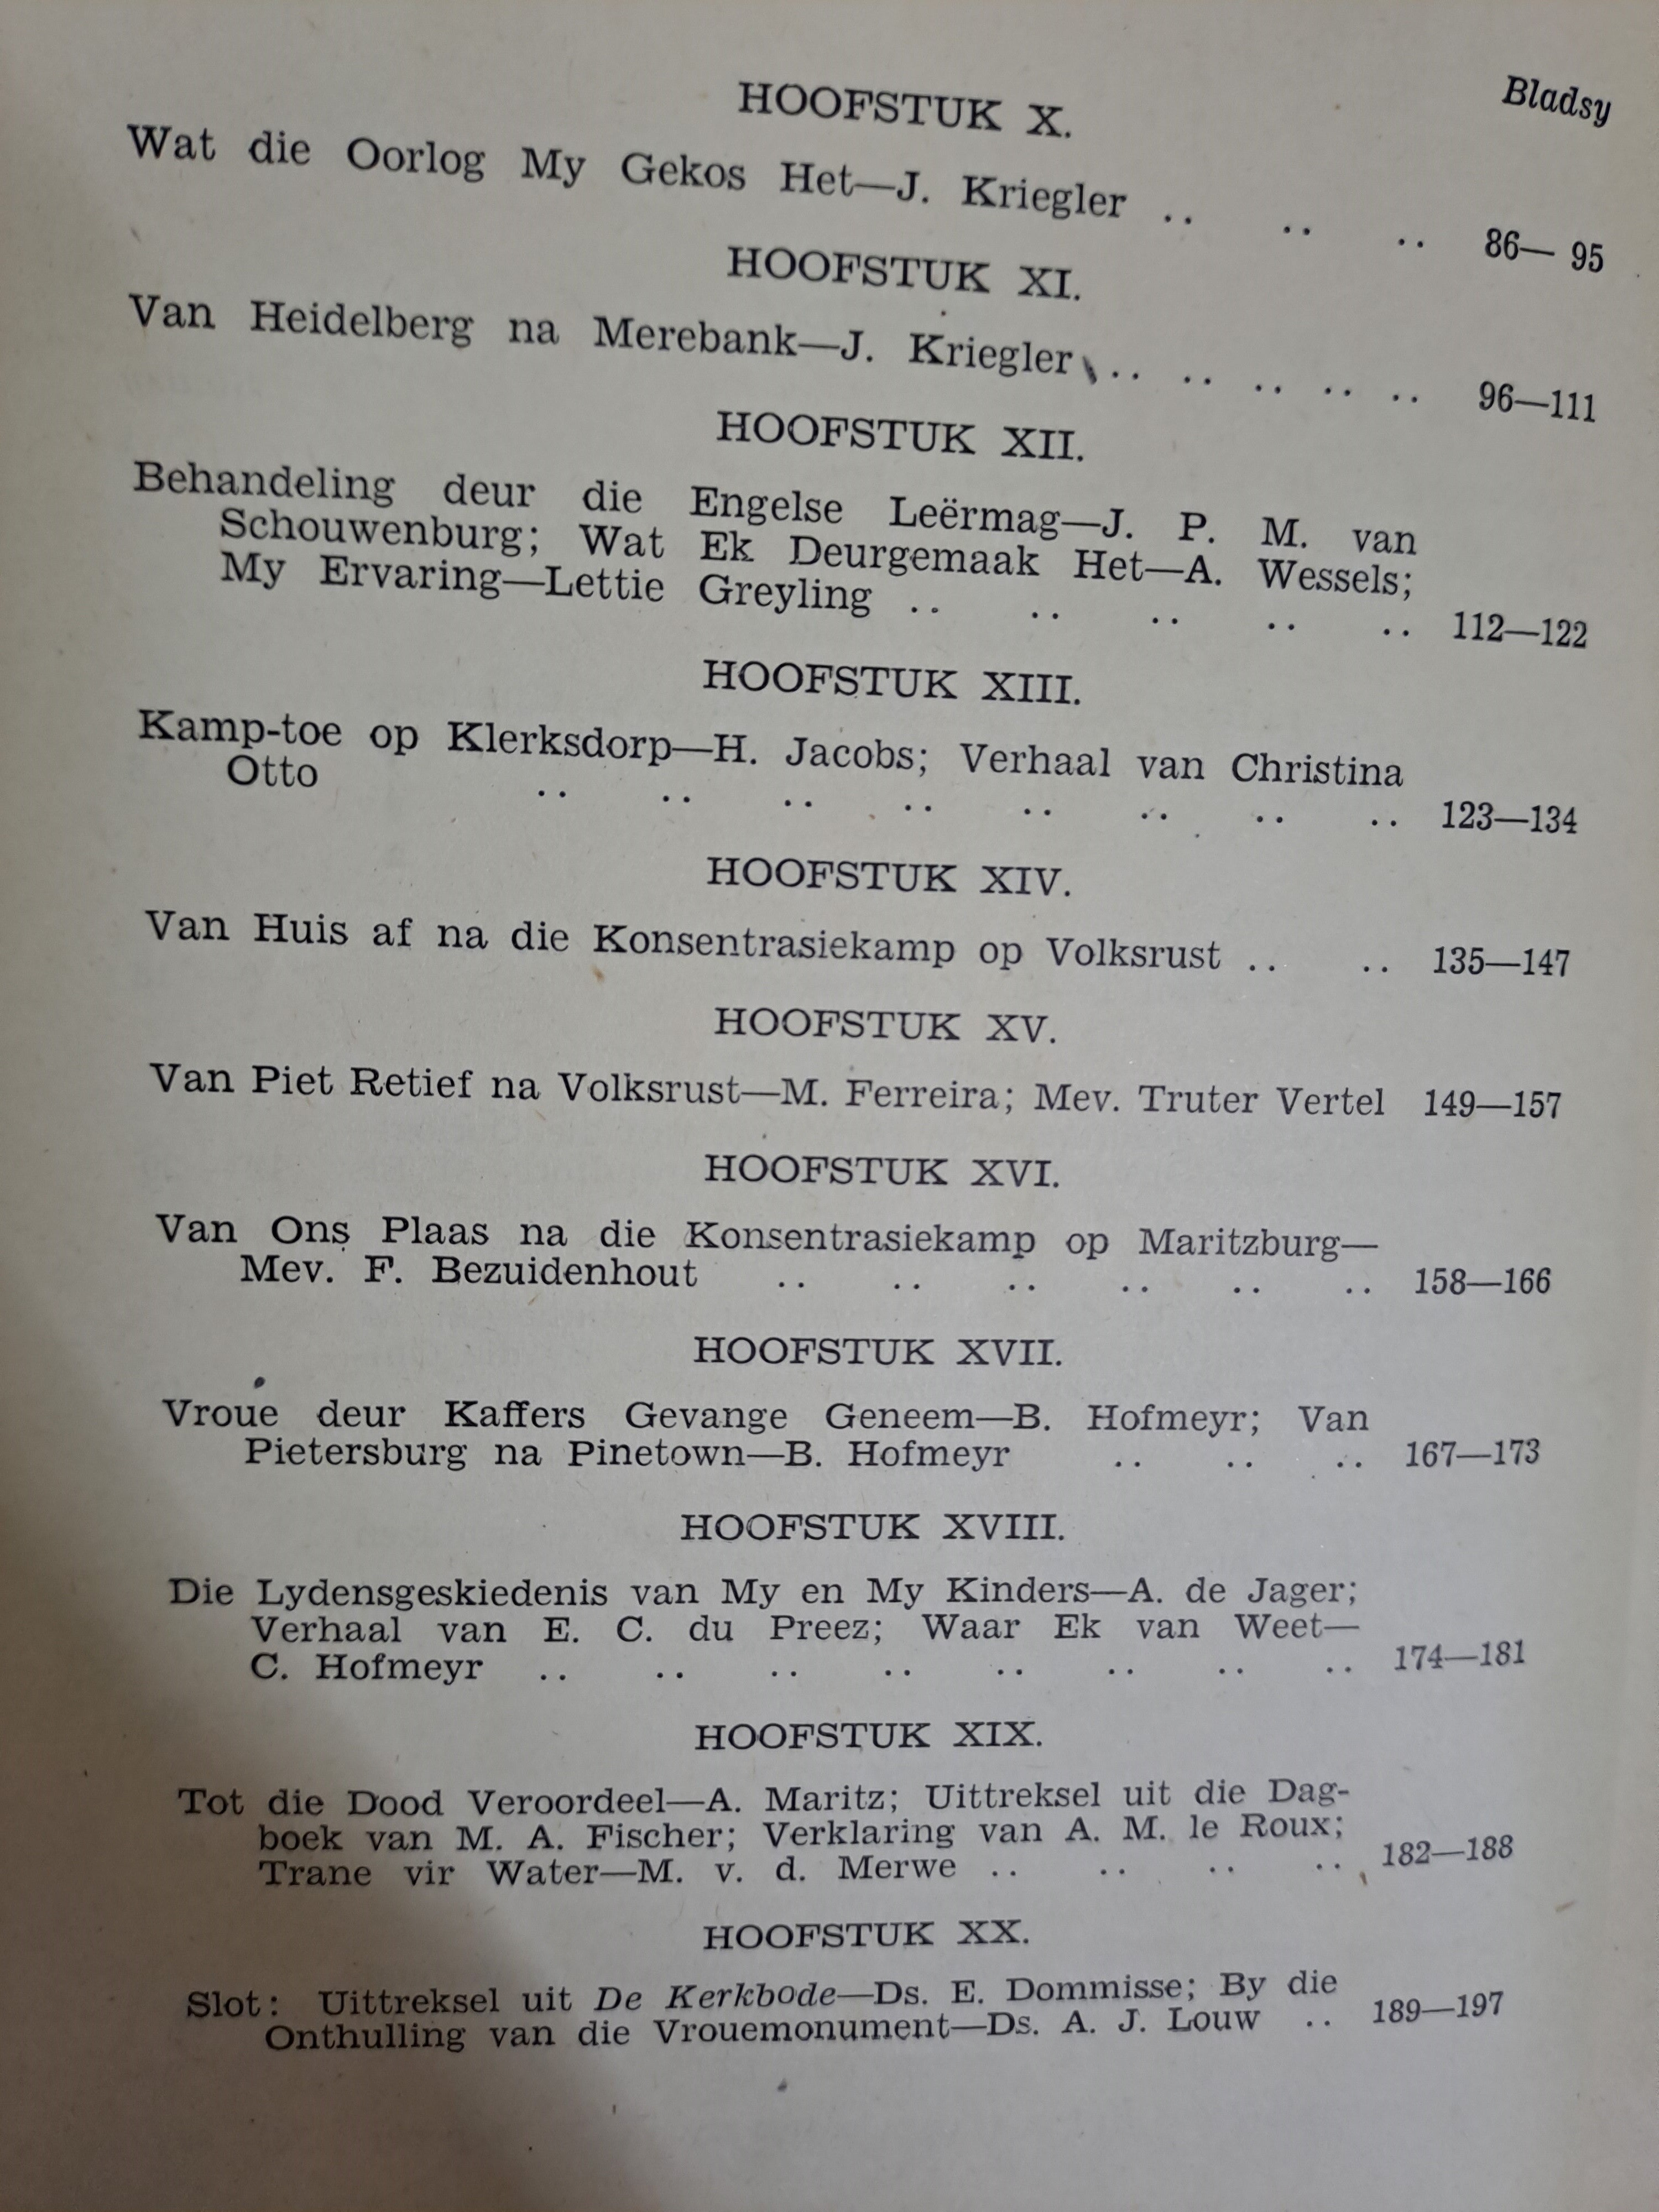 Bladsy
HOOFSTUK X.
Wat die Oorlog My Gekos Het—J. Kriegler .. .. .. 86— 95
HOOFSTUK XI.
Van Heidelberg na Merebank—J. Kriegler .. .. .. .. .. 96—111
HOOFSTUK XII.
Behandeling deur die Engelse Leërmag—J. P. M. van
Schouwenburg; Wat Ek Deurgemaak Het—A. Wessels;
My Ervaring—Lettie Greyling .. .. .. .. .. 112—122
HOOFSTUK XIII.
Kamp-toe op Klerksdorp—H. Jacobs; Verhaal van Christina
Otto .. .. .. .. .. .. .. .. 123—134
HOOFSTUK XIV.
Van Huis af na die Konsentrasiekamp op Volksrust .. .. 135—147
HOOFSTUK XV.
Van Piet Retief na Volksrust—M. Ferreira; Mev. Truter Vertel 149—157
HOOFSTUK XVI.
Van Ons Plaas na die Konsentrasiekamp op Maritzburg—
Mev. F. Bezuidenhout .. .. .. .. .. .. 158—166
HOOFSTUK XVII.
Vroue deur Kaffers Gevange Geneem—B. Hofmeyr; Van
Pietersburg na Pinetown—B. Hofmeyr .. .. .. 167—173
HOOFSTUK XVIII.
Die Lydensgeskiedenis van My en My Kinders—A. de Jager;
Verhaal van E. C. du Preez; Waar Ek van Weet—
C. Hofmeyr .. .. .. .. .. .. .. .. 174—181
HOOFSTUK XIX.
Tot die Dood Veroordeel—A. Maritz; Uittreksel uit die Dag-
boek van M. A. Fischer; Verklaring van A. M. le Roux;
Trane vir Water—M. v. d. Merwe .. .. .. .. 182—188
HOOFSTUK XX.
Slot: Uittreksel uit De Kerkbode—Ds. E. Dommisse; By die
Onthulling van die Vrouemonument—Ds. A. J. Louw .. 189—197